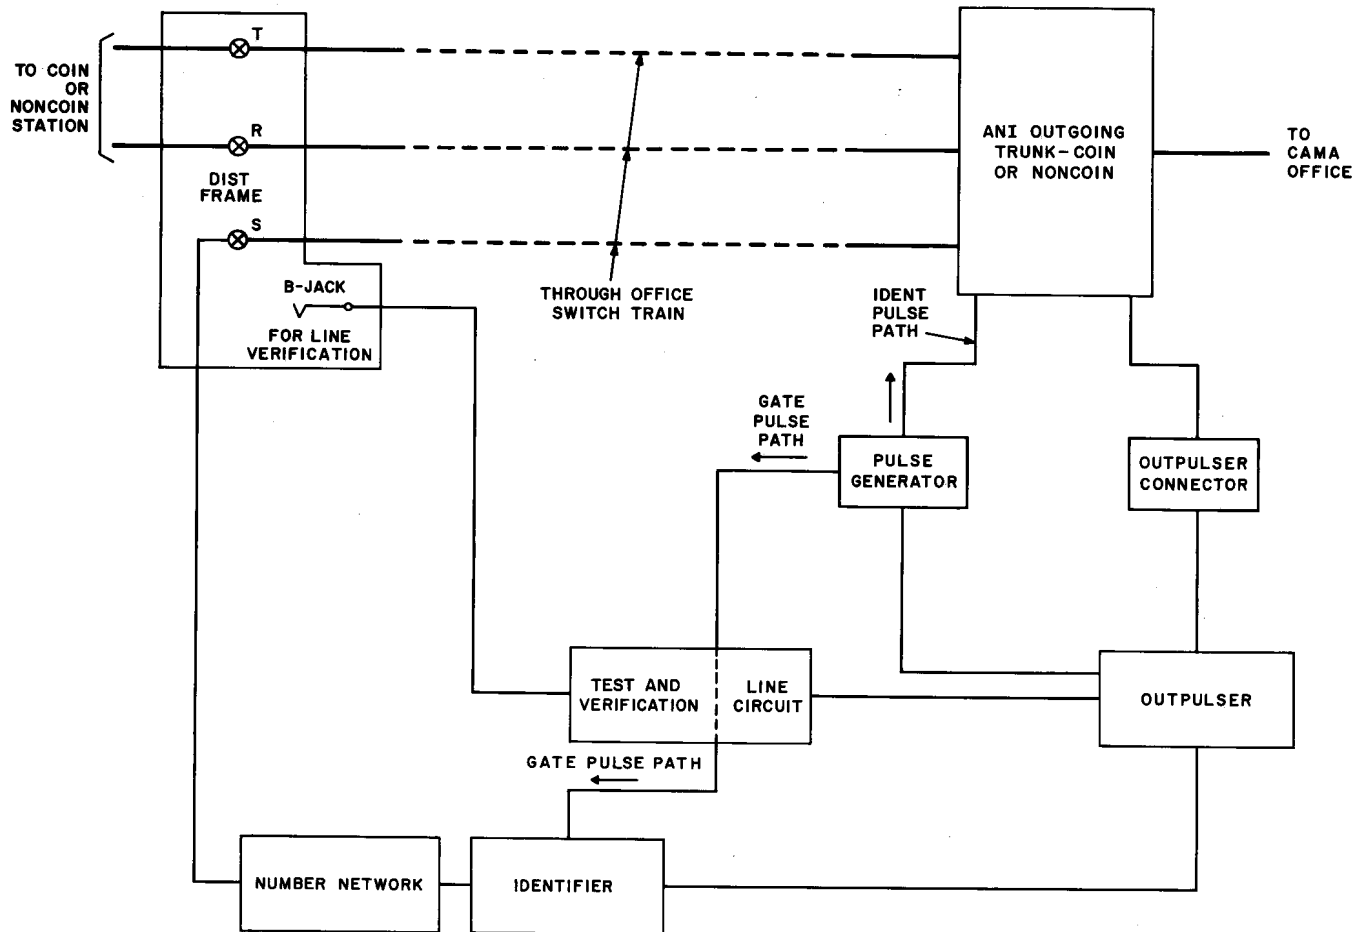 TO COIN
OR
NONCOIN
STATION
T
R
DIST
FRAME
S
B-JACK
FOR LINE
VERIFICATION
THROUGH OFFICE
SWITCH TRAIN
ANI OUTGOING
TRUNK-COIN
OR NONCOIN
TO
CAMA
OFFICE
IDENT
PULSE
PATH
GATE
PULSE
PATH
PULSE
GENERATOR
OUTPULSER
CONNECTOR
TEST AND
VERIFICATION
LINE
CIRCUIT
OUTPULSER
GATE PULSE PATH
NUMBER NETWORK
IDENTIFIER